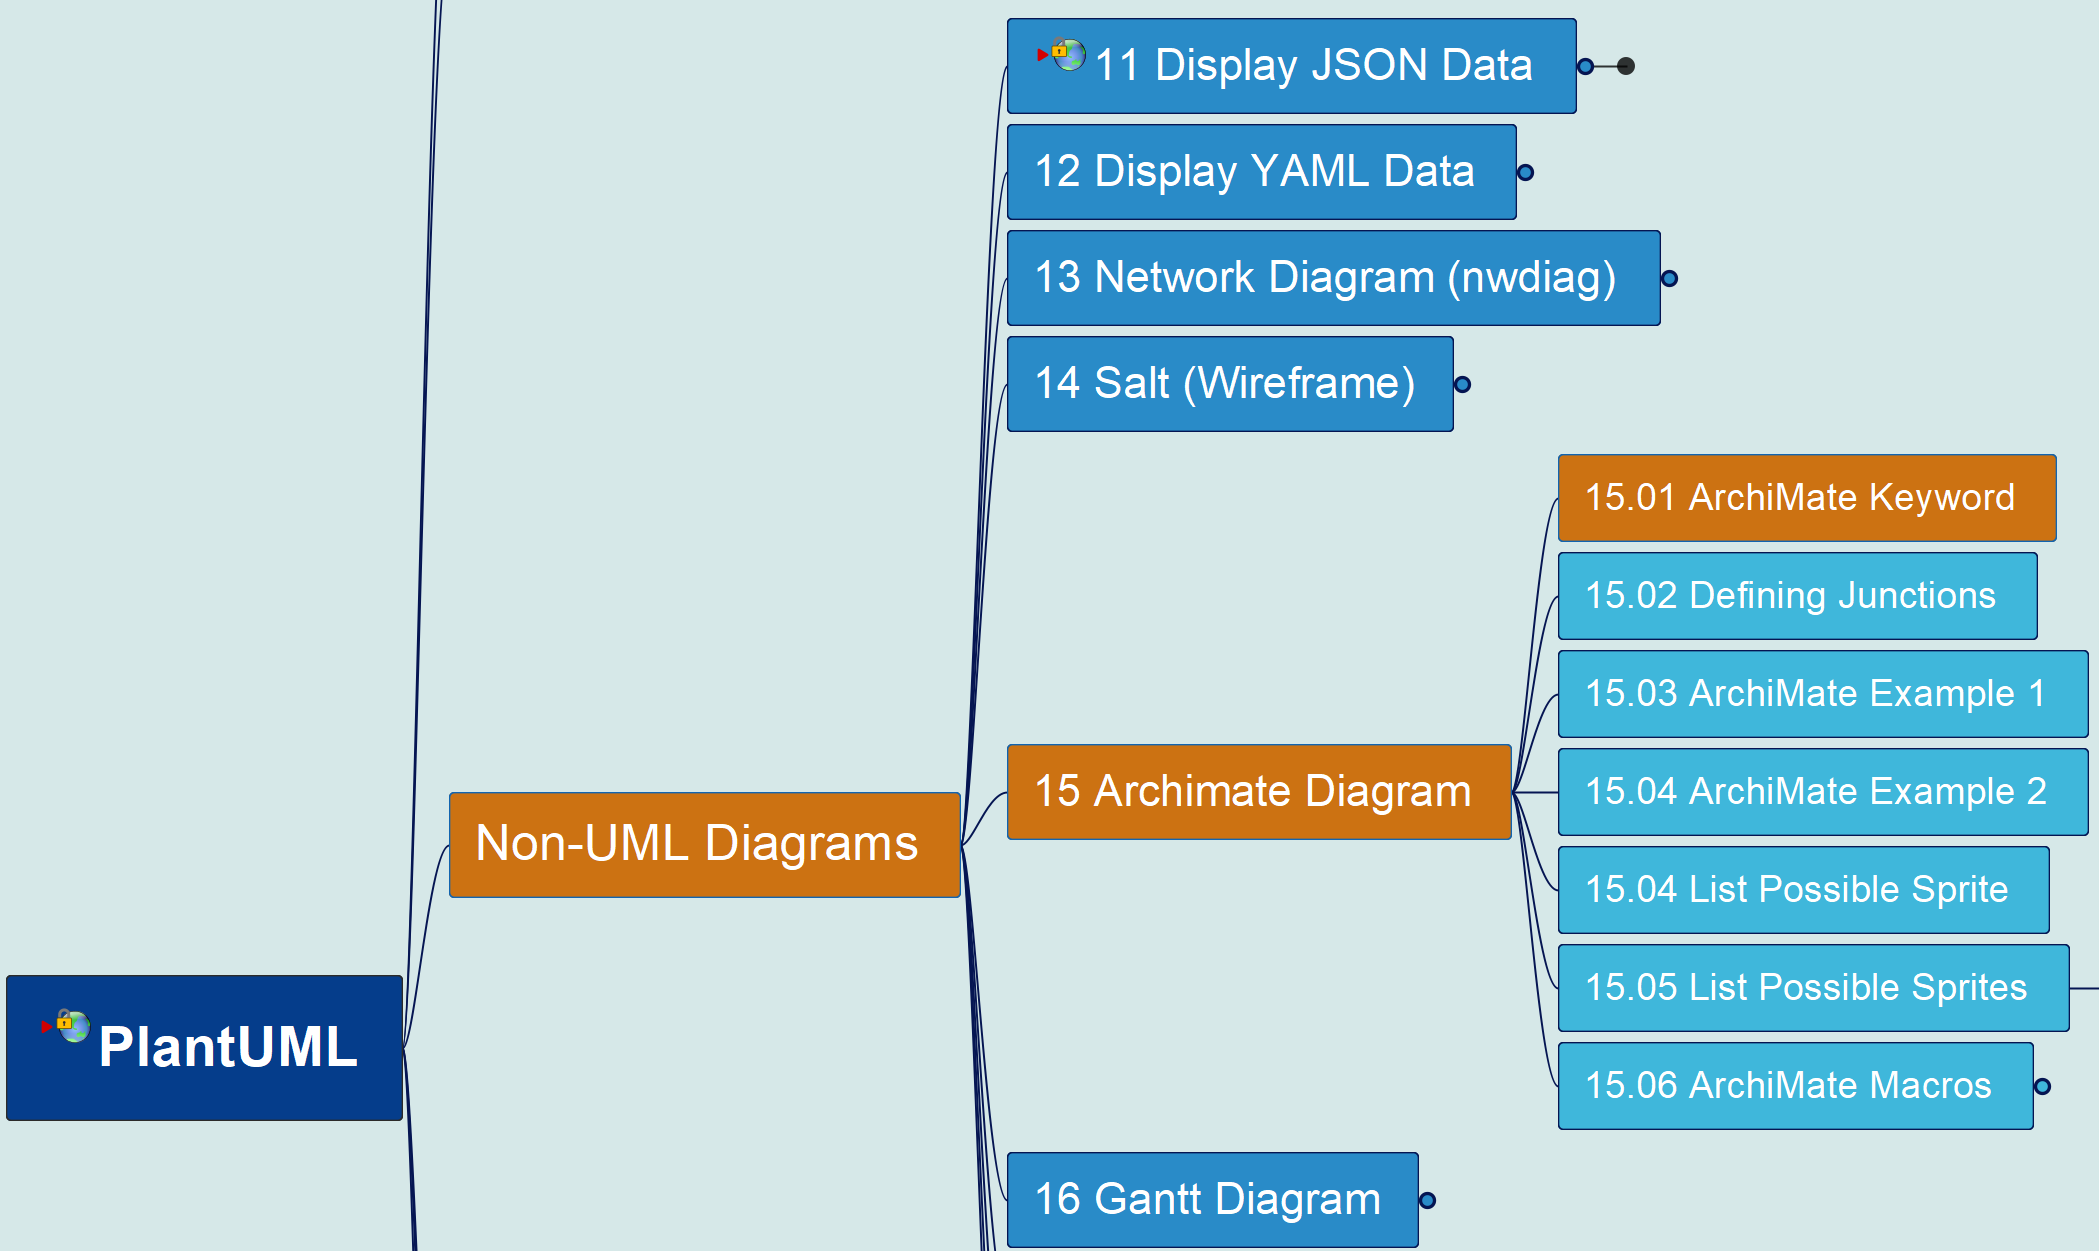 11 Display JSON Data
12 Display YAML Data
13 Network Diagram (nwdiag)
14 Salt (Wireframe)
15.01 ArchiMate Keyword
15.02 Defining Junctions
15.03 ArchiMate Example 1
15 Archimate Diagram
15.04 ArchiMate Example 2
Non-UML Diagrams
15.04 List Possible Sprite
15.05 List Possible Sprites
PlantUML
15.06 ArchiMate Macros
16 Gantt Diagram